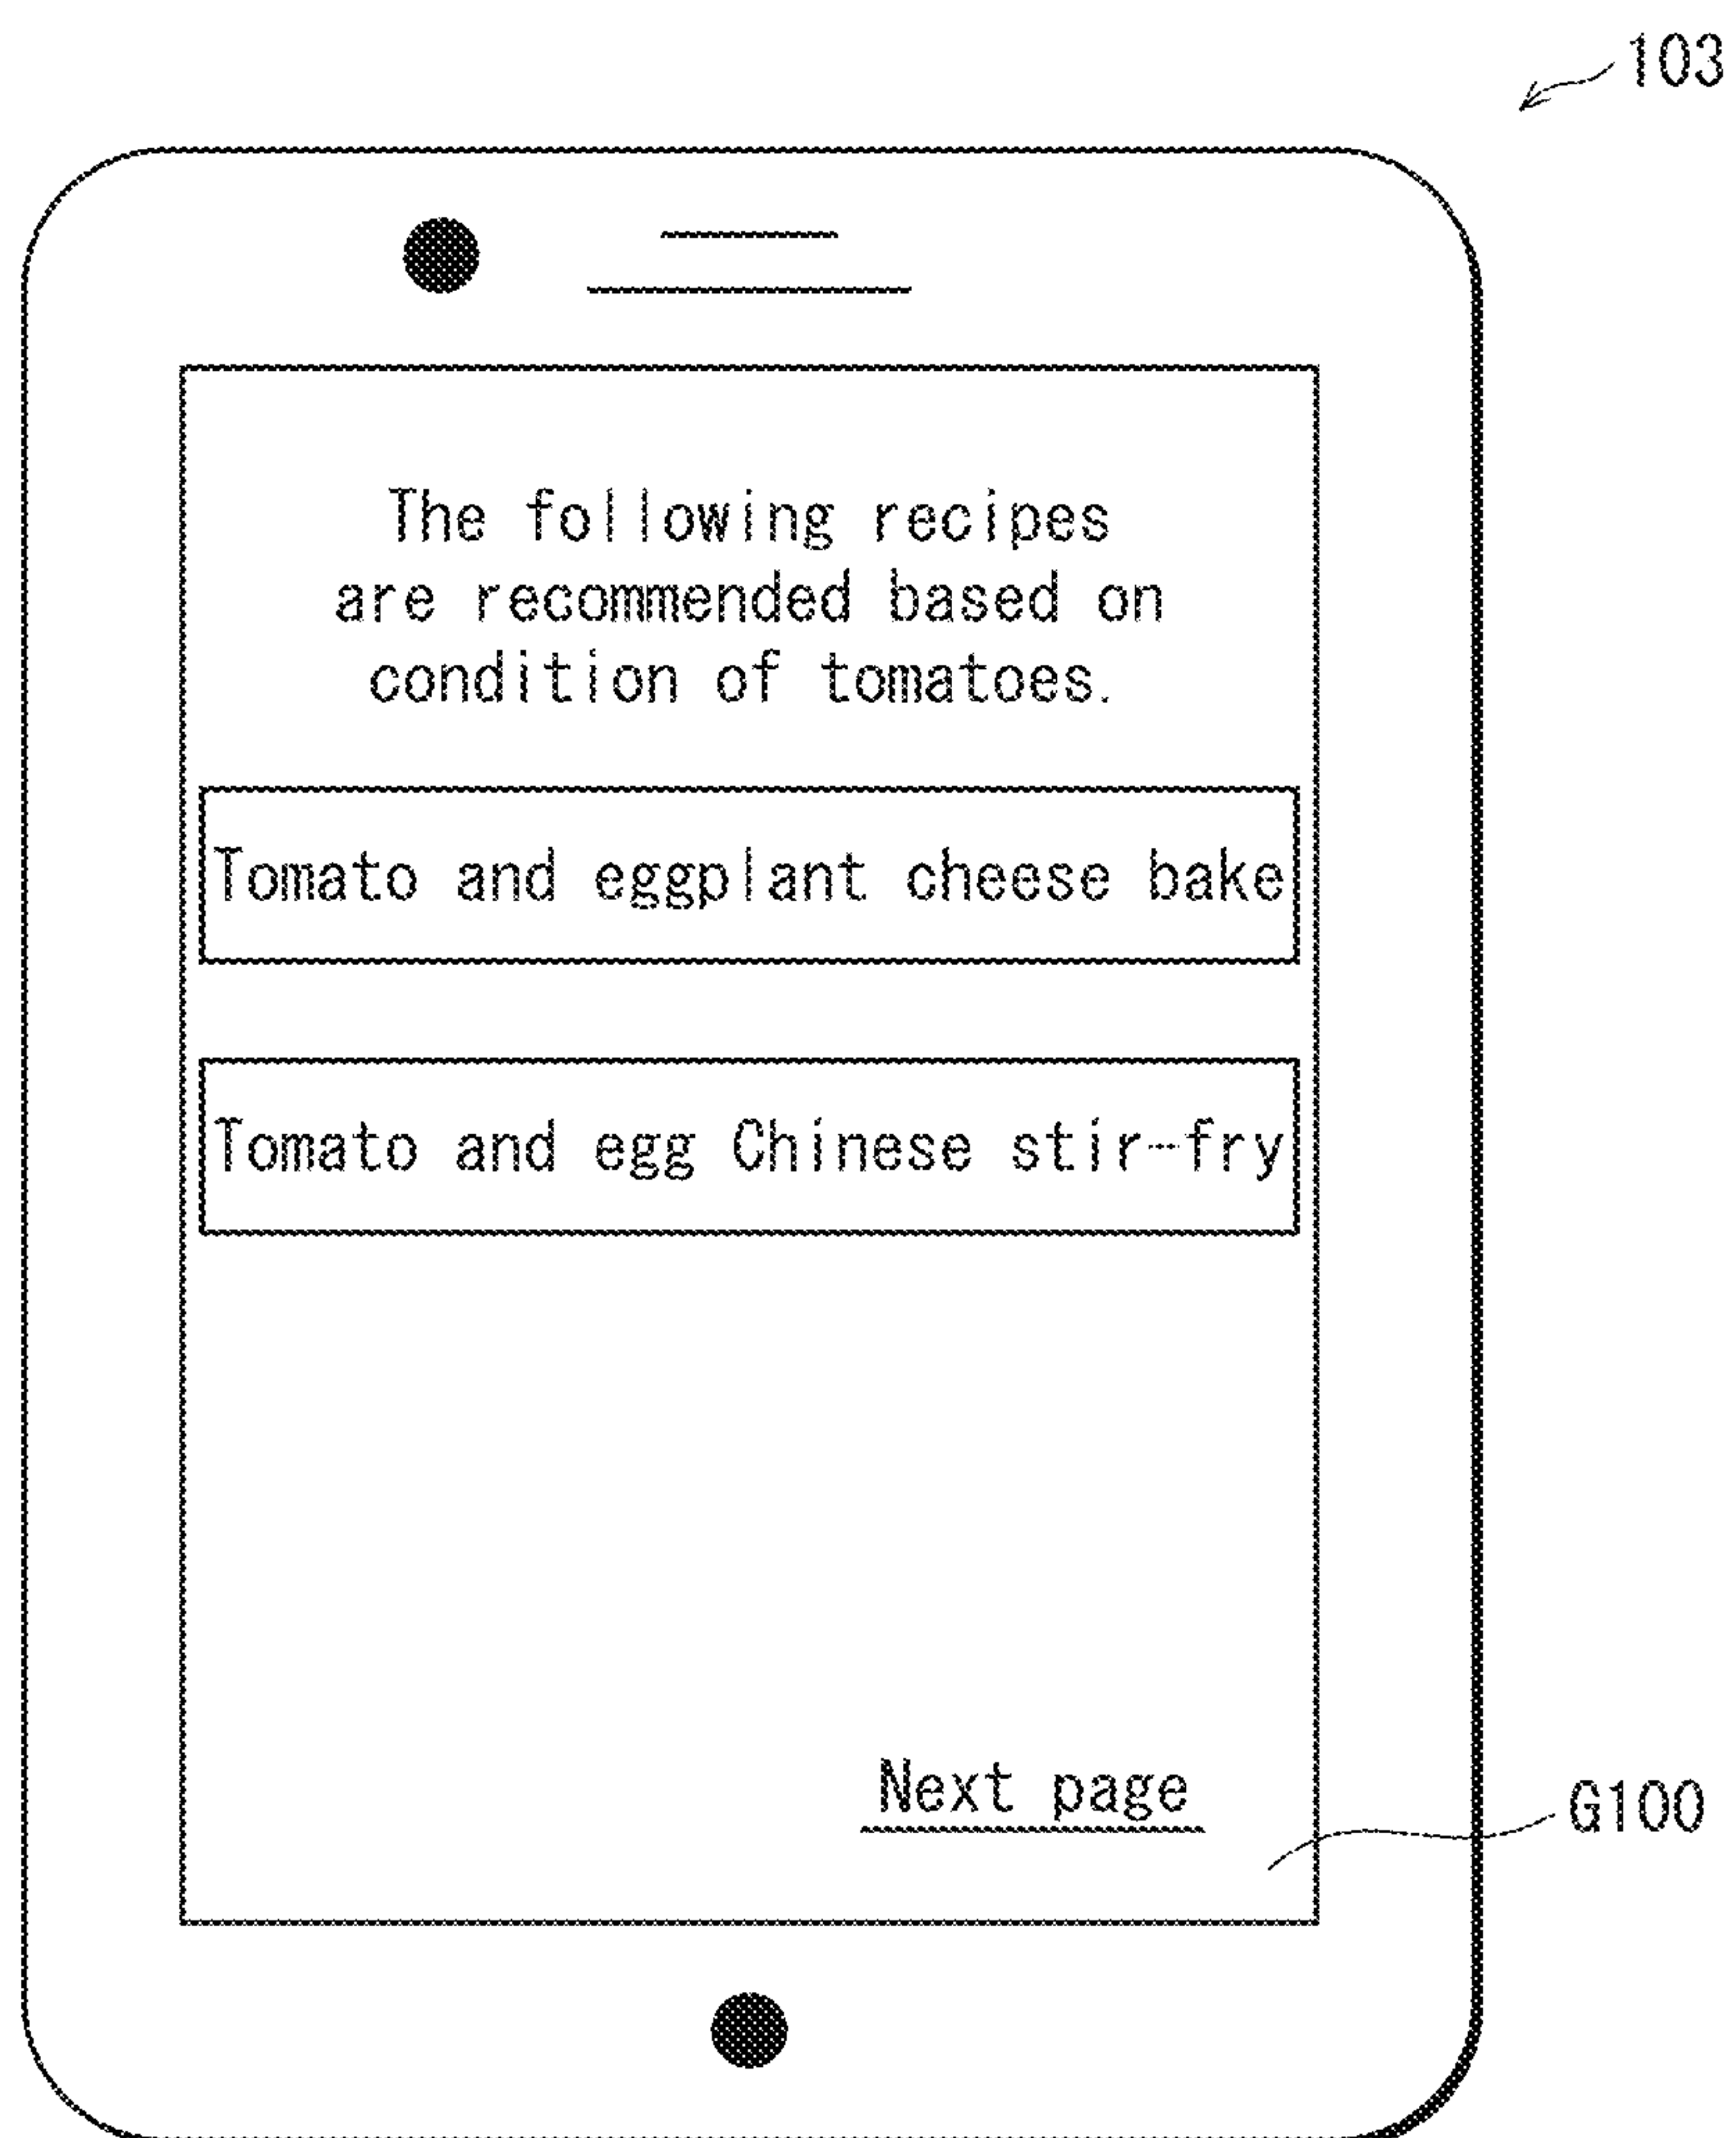 103
The following recipes
are recommended based on
condition of tomatoes.
Tomato and eggplant cheese bake
Tomato and egg Chinese stir-fry
Next page
G100